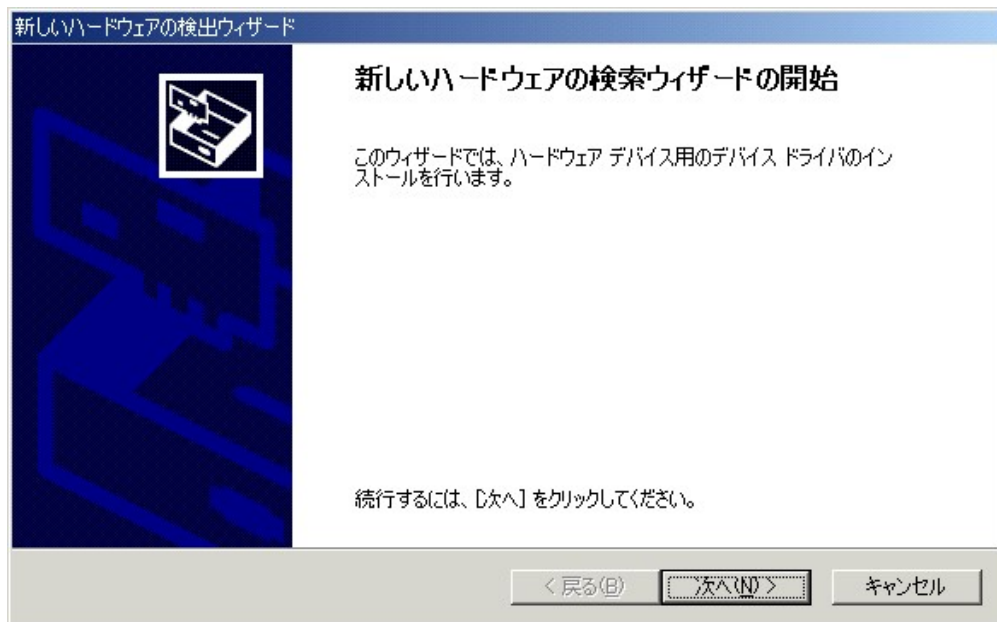 新しいハードウェアの検出ウィザード
新しいハードウェアの検索ウィザードの開始
このウィザードでは、ハードウェア デバイス用のデバイス ドライバのイン
ストールを行います。
続行するには、[次へ] をクリックしてください。
< 戻る(B)
次へ(N) >
キャンセル